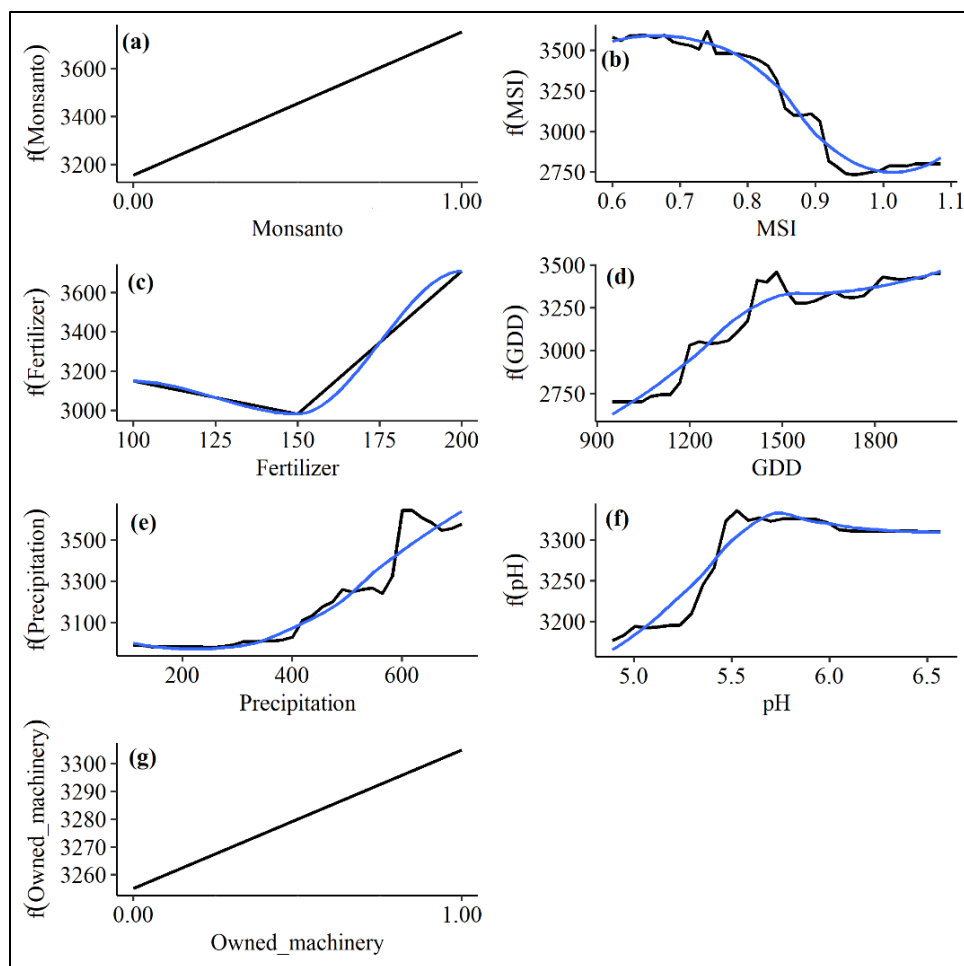 (a)
f(Monsanto)
3600
3400
3200
0.00 1.00
Monsanto
(b)
f(MSI)
3500
3250
3000
2750
0.6 0.7 0.8 0.9 1.0 1.1
MSI
(c)
f(Fertilizer)
3600
3400
3200
3000
100 125 150 175 200
Fertilizer
(d)
f(GDD)
3500
3250
3000
2750
900 1200 1500 1800
GDD
(e)
f(Precipitation)
3500
3300
3100
200 400 600
Precipitation
(f)
f(pH)
3300
3250
3200
5.0 5.5 6.0 6.5
pH
(g)
f(Owned_machinery)
3300
3290
3280
3270
3260
0.00 1.00
Owned_machinery